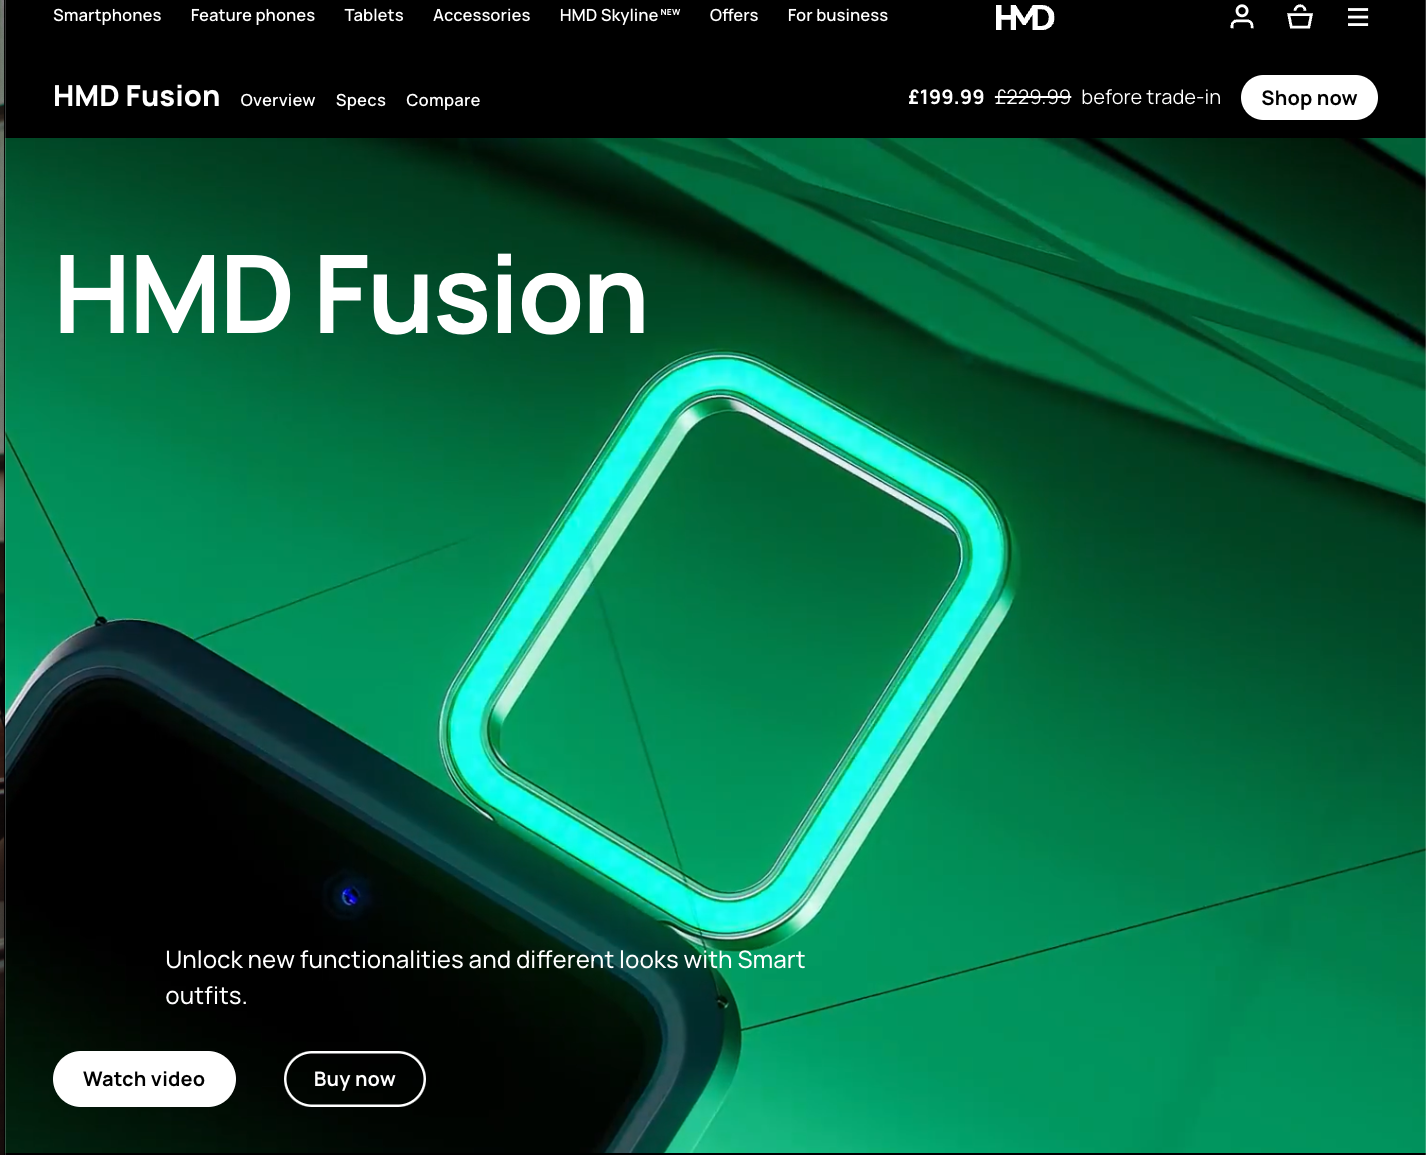 Smartphones Feature phones Tablets Accessories HMD Skyline NEW Offers For business HMD
HMD Fusion Overview Specs Compare £199.99 £229.99 before trade-in Shop now
HMD Fusion
Unlock new functionalities and different looks with Smart
outfits.
Watch video Buy now